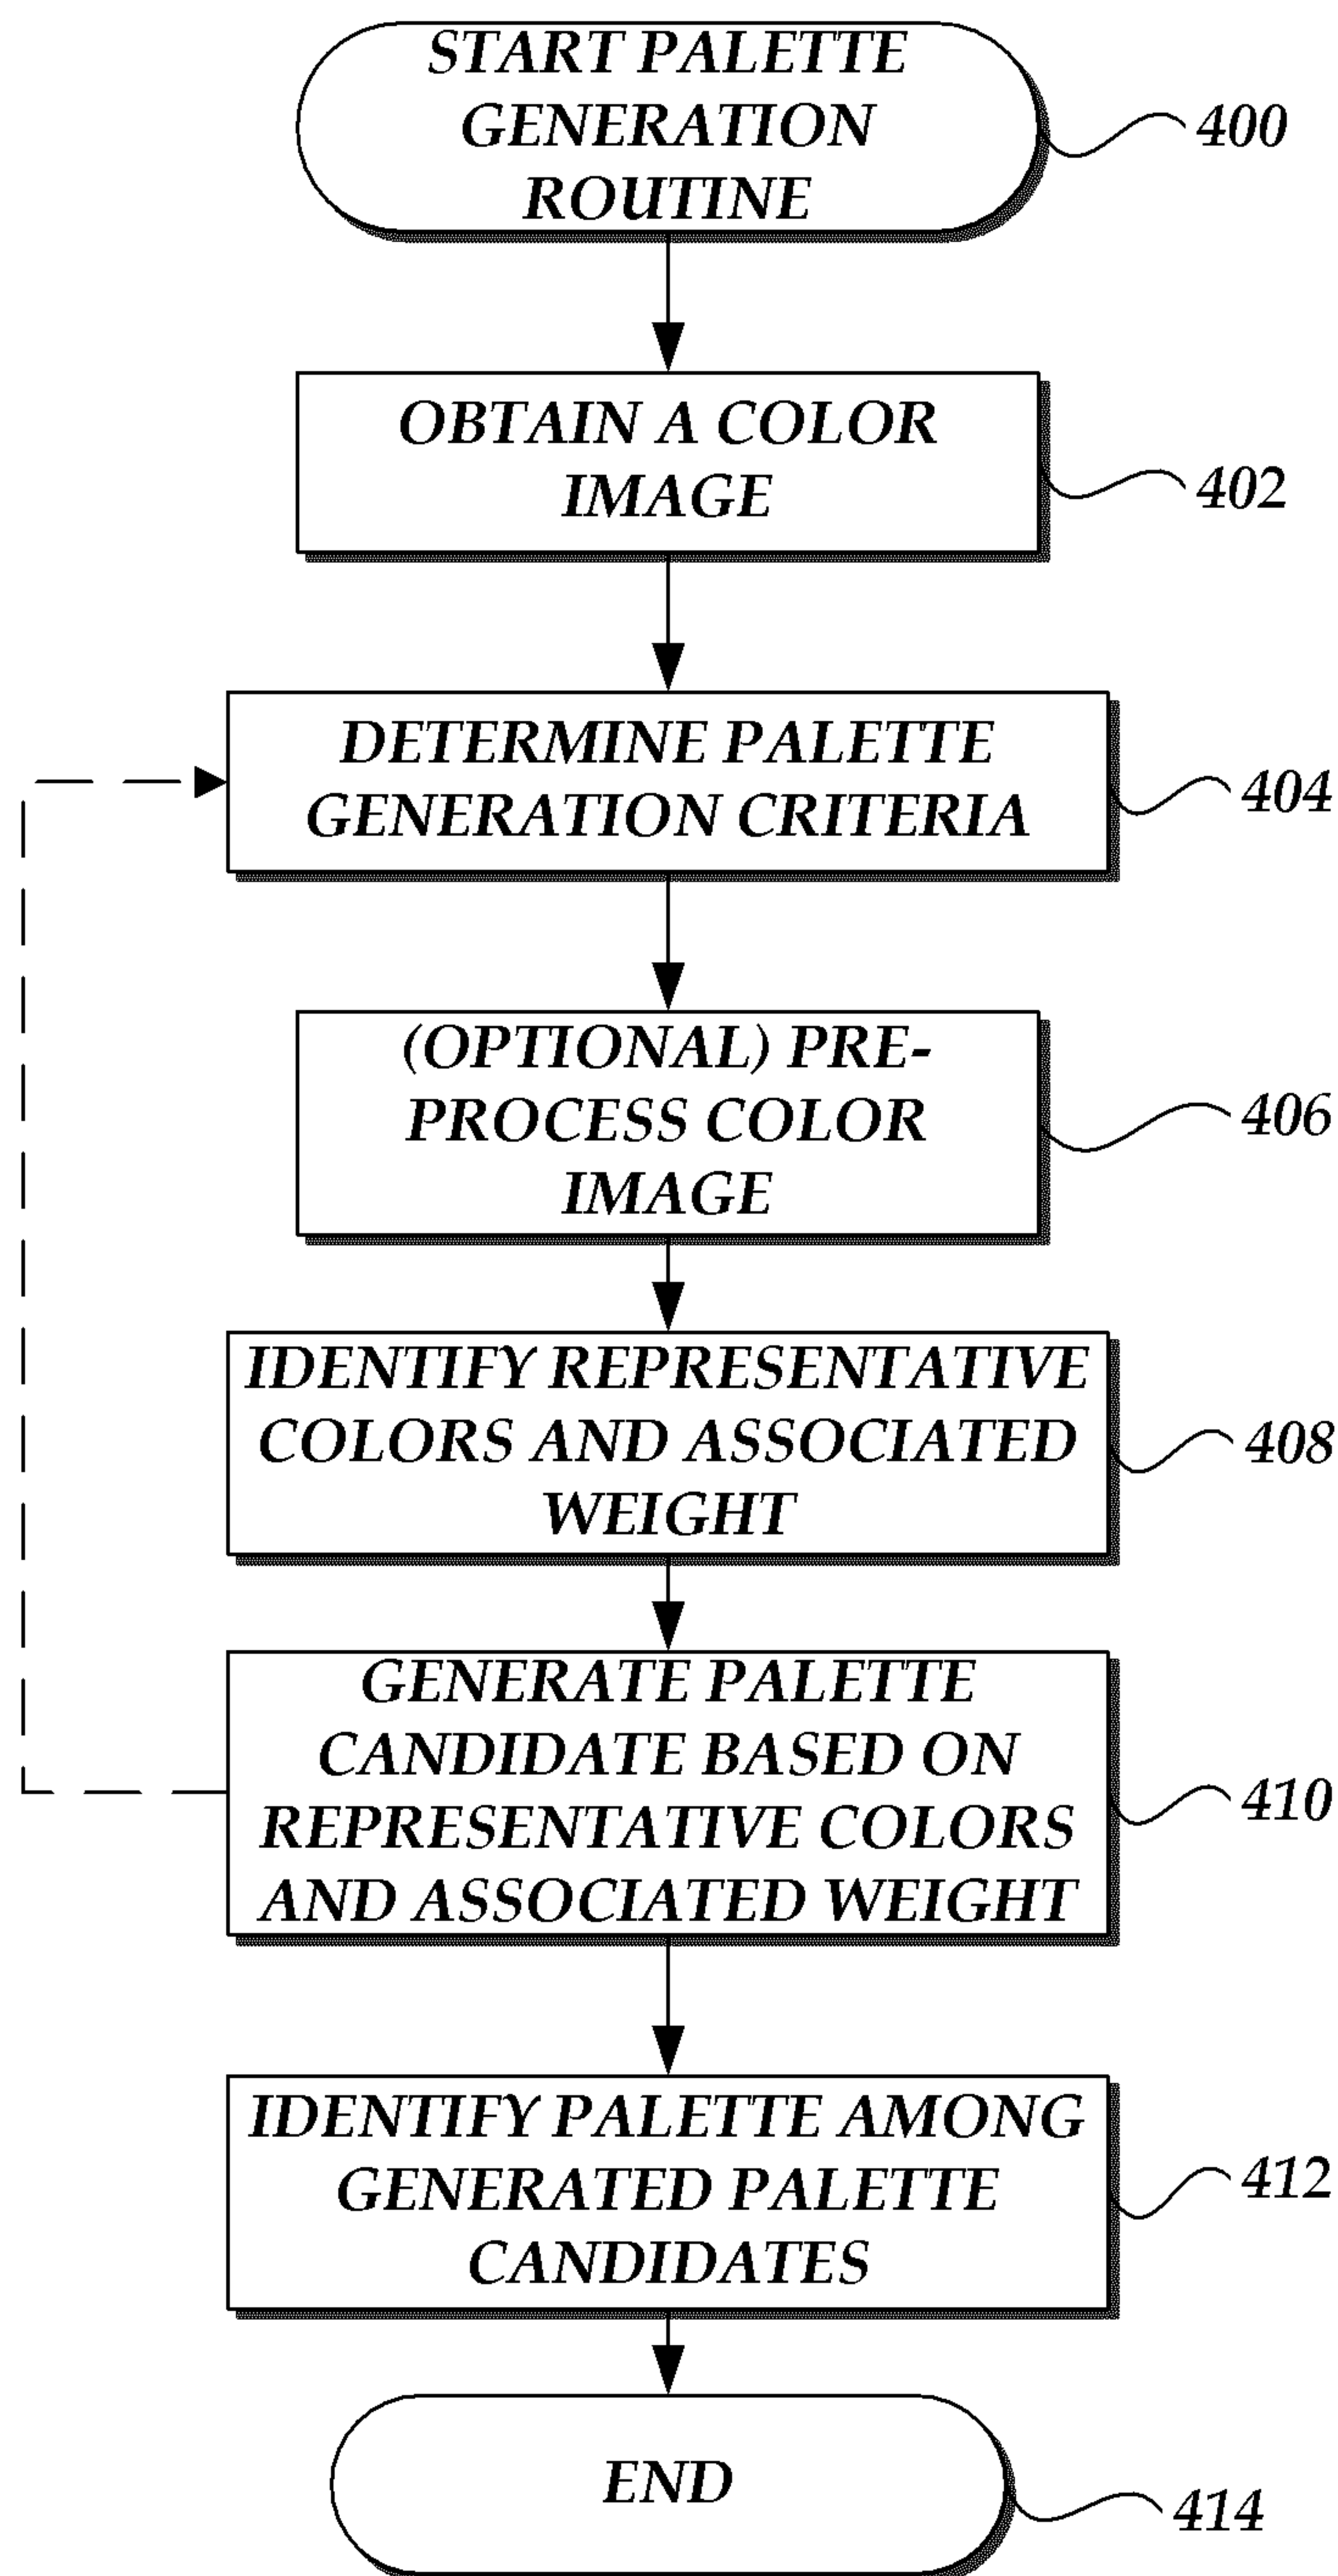 START PALETTE
GENERATION
ROUTINE
400
OBTAIN A COLOR
IMAGE
402
DETERMINE PALETTE
GENERATION CRITERIA
404
(OPTIONAL) PRE-
PROCESS COLOR
IMAGE
406
IDENTIFY REPRESENTATIVE
COLORS AND ASSOCIATED
WEIGHT
408
GENERATE PALETTE
CANDIDATE BASED ON
REPRESENTATIVE COLORS
AND ASSOCIATED WEIGHT
410
IDENTIFY PALETTE AMONG
GENERATED PALETTE
CANDIDATES
412
END
414